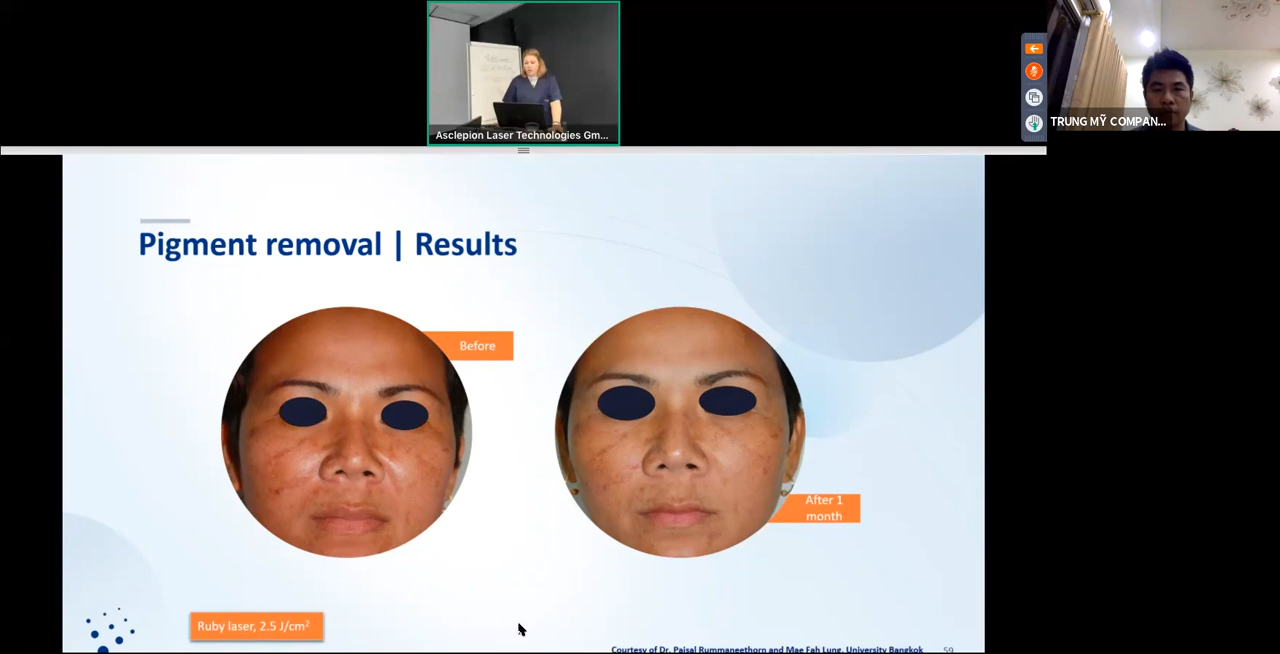 Asclepion Laser Technologies Gm...
TRUNG MỸ COMPAN...
Pigment removal | Results
Before
After 1
month
Ruby laser, 2.5 J/cm²
Courtesy of Dr. Paisal Rummaneethorn and Mae Fah Lung, University Bangkok
59